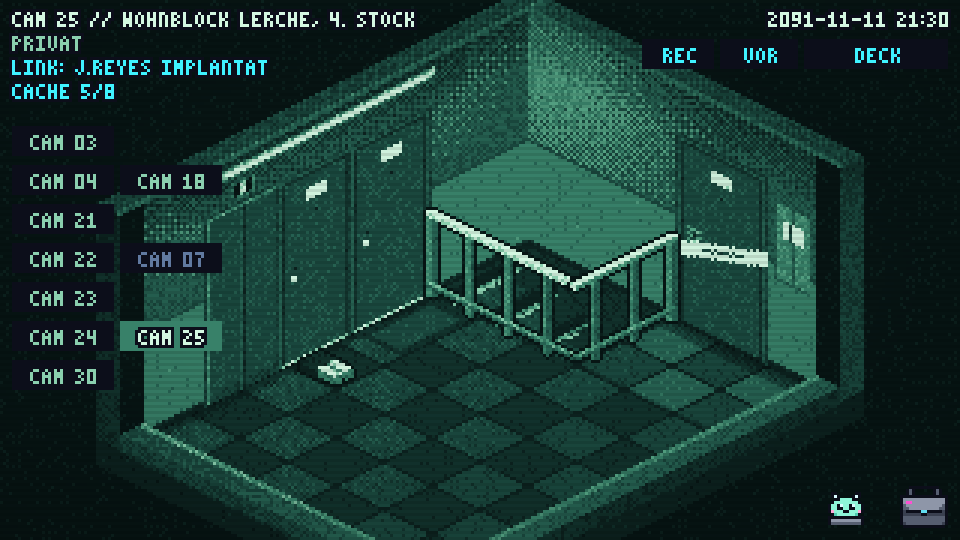 CAM 25 // WOHNBLOCK LERCHE, 4. STOCK
2091-11-11 21:30
PRIVAT
LINK: J.REYES IMPLANTAT
CACHE 5/8
REC
VOR
DECK
CAM 03
CAM 04
CAM 18
CAM 21
CAM 22
CAM 07
CAM 23
CAM 24
CAM 25
CAM 30